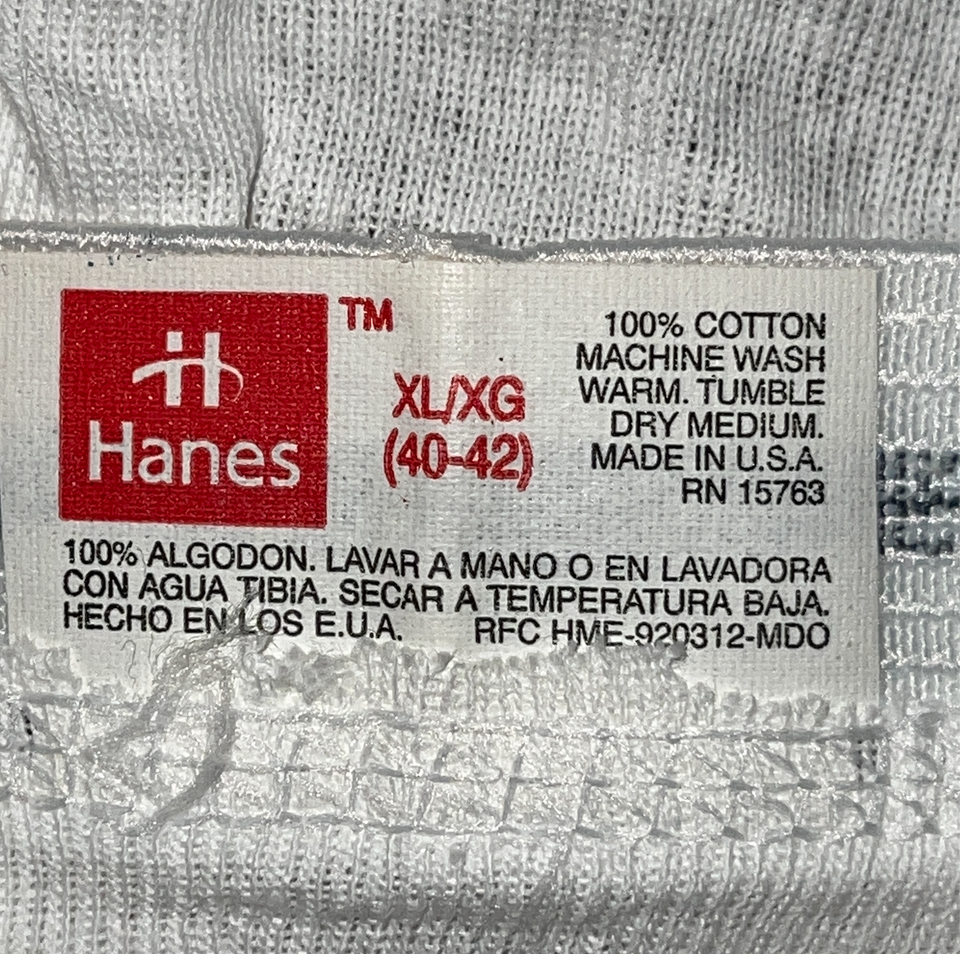 H
Hanes
TM
XL/XG
(40-42)
100% COTTON
MACHINE WASH
WARM. TUMBLE
DRY MEDIUM.
MADE IN U.S.A.
RN 15763
100% ALGODON. LAVAR A MANO O EN LAVADORA
CON AGUA TIBIA. SECAR A TEMPERATURA BAJA.
HECHO EN LOS E.U.A. RFC HME-920312-MDO